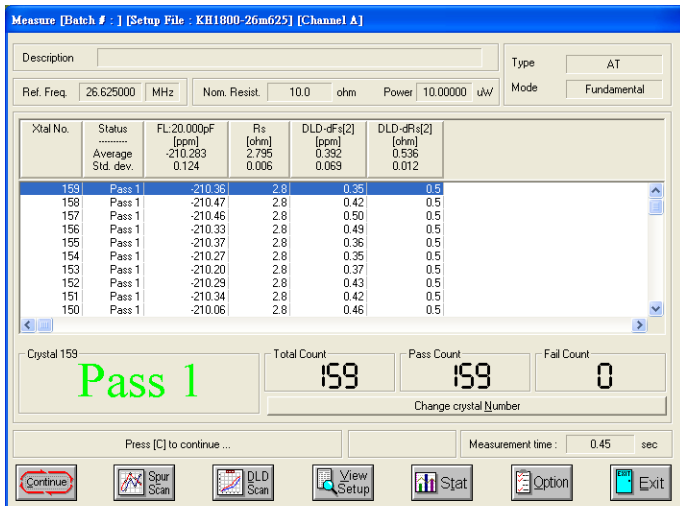 Measure [Batch # : ] [Setup File : KH1800-26m625] [Channel A]
Description
Type AT
Ref. Freq. 26.625000 MHz Nom. Resist. 10.0 ohm Power 10.00000 uW
Mode Fundamental
Xtal No. Status FL:20.000pF Rs DLD-dFs[2] DLD-dRs[2]
---------- [ppm] [ohm] [ppm] [ohm]
Average -210.283 2.795 0.392 0.536
Std. dev. 0.124 0.006 0.069 0.012
159 Pass 1 -210.36 2.8 0.35 0.5
158 Pass 1 -210.47 2.8 0.42 0.5
157 Pass 1 -210.46 2.8 0.50 0.5
156 Pass 1 -210.33 2.8 0.49 0.5
155 Pass 1 -210.37 2.8 0.36 0.5
154 Pass 1 -210.27 2.8 0.35 0.5
153 Pass 1 -210.20 2.8 0.37 0.5
152 Pass 1 -210.29 2.8 0.43 0.5
151 Pass 1 -210.34 2.8 0.42 0.5
150 Pass 1 -210.06 2.8 0.46 0.5
Crystal 159 Total Count Pass Count Fail Count
Pass 1 159 159 0
Change crystal Number
Press [C] to continue ... Measurement time : 0.45 sec
Continue Spur Scan DLD Scan View Setup Stat Option EXIT Exit